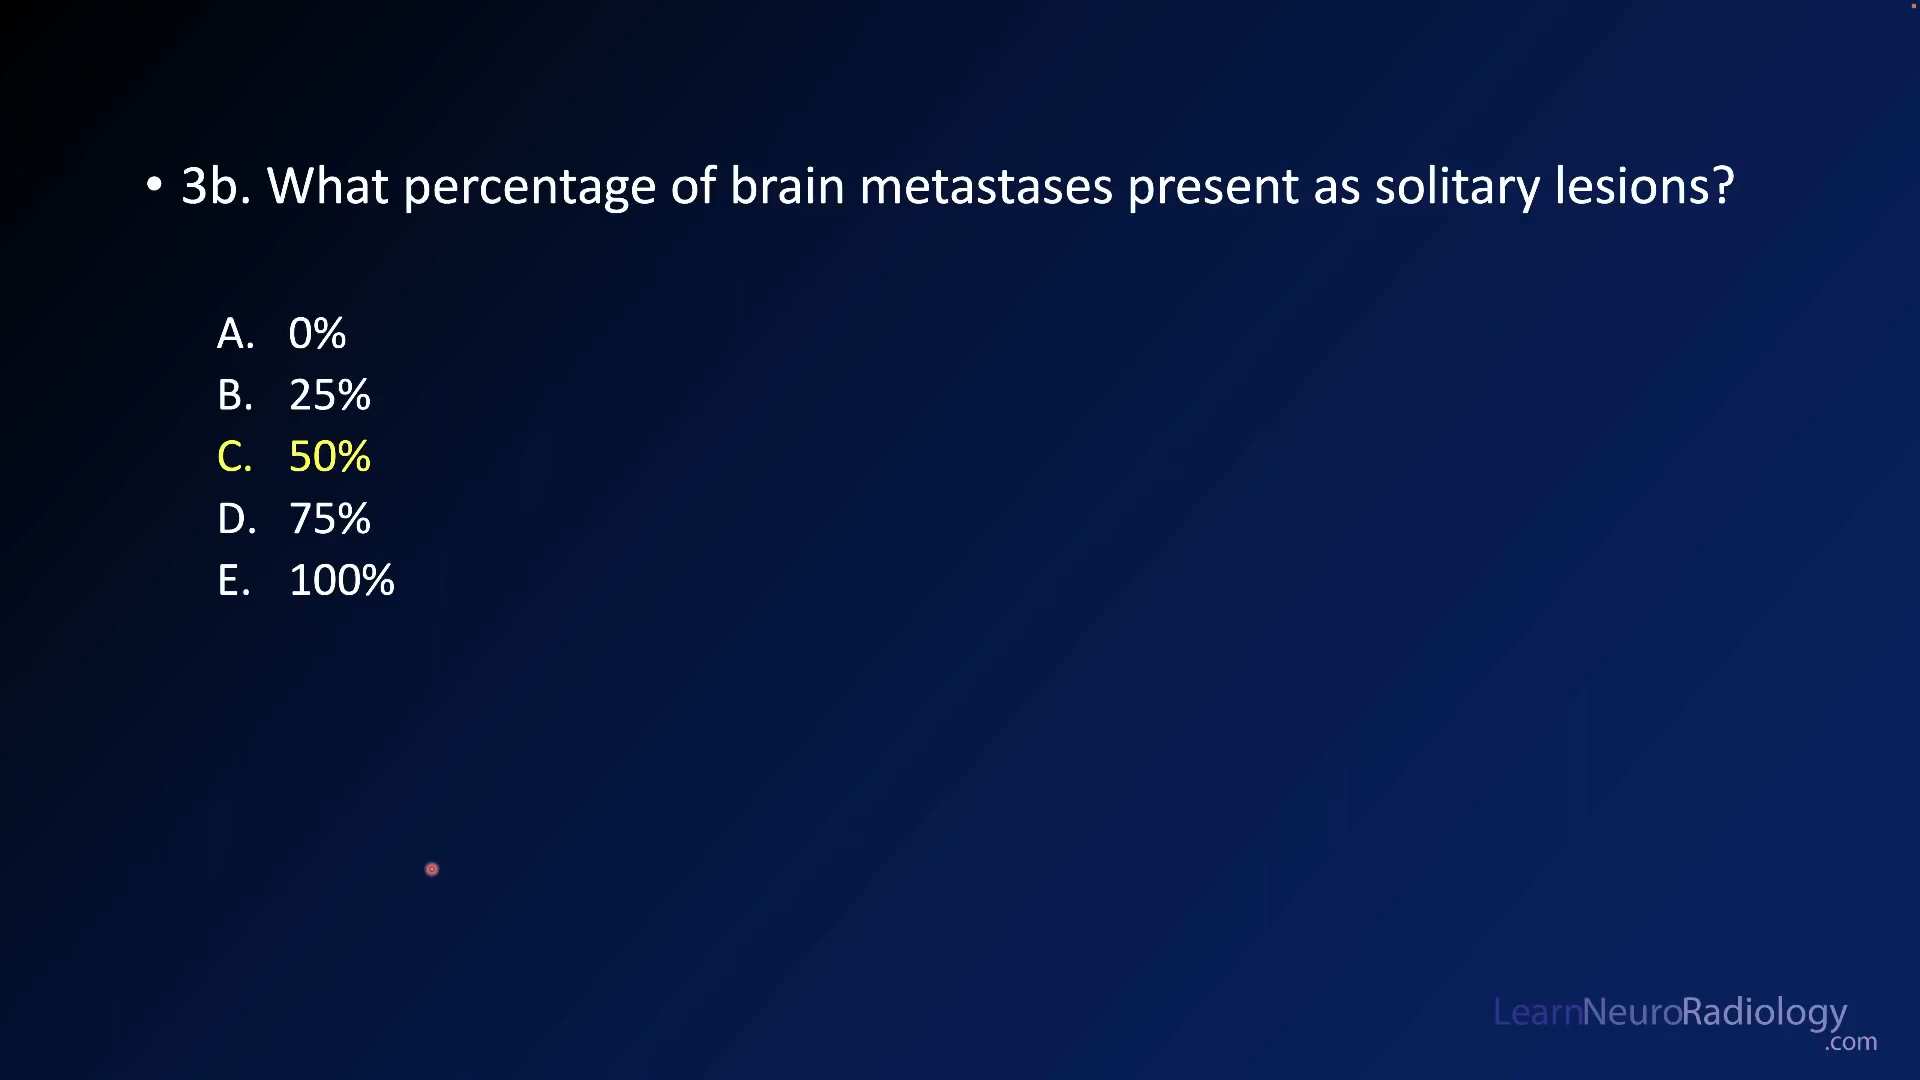 • 3b. What percentage of brain metastases present as solitary lesions?
A. 0%
B. 25%
C. 50%
D. 75%
E. 100%
LearnNeuroRadiology
.com